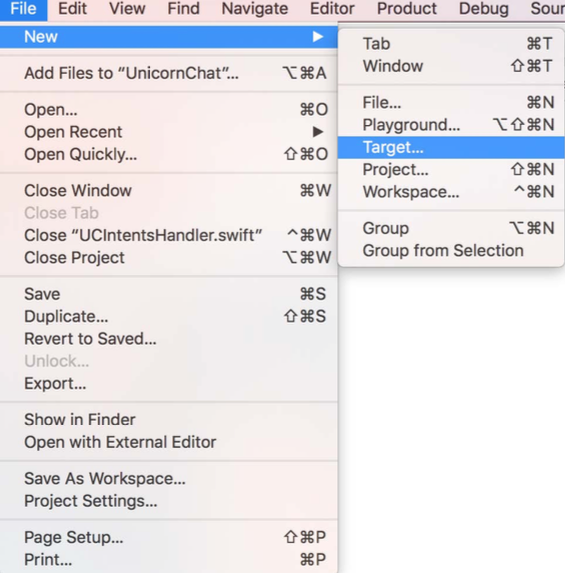 File Edit View Find Navigate Editor Product Debug Sour
New ▶
Add Files to “UnicornChat”... ⌥⌘A
Open... ⌘O
Open Recent ▶
Open Quickly... ⇧⌘O
Close Window ⌘W
Close Tab
Close “UCIntentsHandler.swift” ^⌘W
Close Project ⌥⌘W
Save ⌘S
Duplicate... ⇧⌘S
Revert to Saved...
Unlock...
Export...
Show in Finder
Open with External Editor
Save As Workspace...
Project Settings...
Page Setup... ⇧⌘P
Print... ⌘P
Tab ⌘T
Window ⇧⌘T
File... ⌘N
Playground... ⌥⇧⌘N
Target...
Project... ⇧⌘N
Workspace... ^⌘N
Group ⌥⌘N
Group from Selection